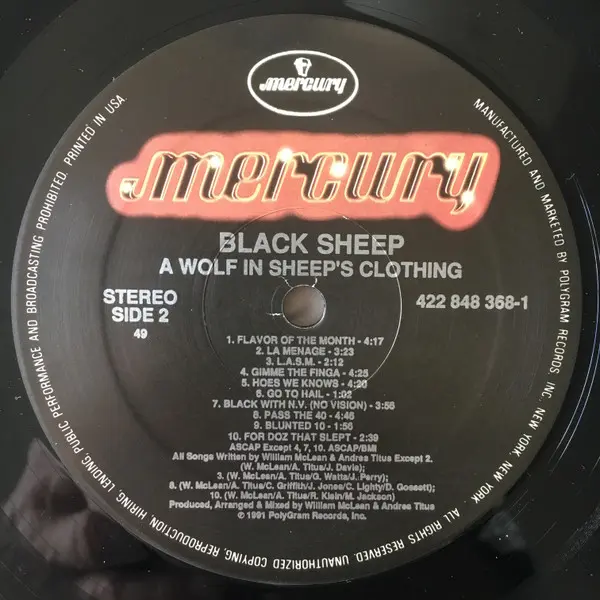 mercury
mercury
BLACK SHEEP
A WOLF IN SHEEP'S CLOTHING
STEREO
SIDE 2
49
422 848 368-1
1. FLAVOR OF THE MONTH - 4:17
2. LA MENAGE - 3:23
3. L.A.S.M. - 2:12
4. GIMME THE FINGA - 4:25
5. HOES WE KNOWS - 4:20
6. GO TO HAIL - 1:02
7. BLACK WITH N.V. (NO VISION) - 3:56
8. PASS THE 40 - 4:46
9. BLUNTED 10 - 1:56
10. FOR DOZ THAT SLEPT - 2:39
ASCAP Except 4, 7, 10. ASCAP/BMI
All Songs Written by William McLean & Andres Titus Except 2.
(W. McLean/A. Titus/J. Davis);
3. (W. McLean/A. Titus/G. Watts/J. Perry);
8. (W. McLean/A. Titus/C. Griffith/J. Jones/C. Lighty/D. Gossett);
10. (W. McLean/A. Titus/R. Klein/M. Jackson)
Produced, Arranged & Mixed by William McLean & Andres Titus
© 1991 PolyGram Records, Inc.
MANUFACTURED AND MARKETED BY POLYGRAM RECORDS INC. NEW YORK, NEW YORK. ALL RIGHTS RESERVED. UNAUTHORIZED COPYING, REPRODUCTION HIRING, LENDING, PUBLIC PERFORMANCE AND BROADCASTING PROHIBITED. PRINTED IN USA